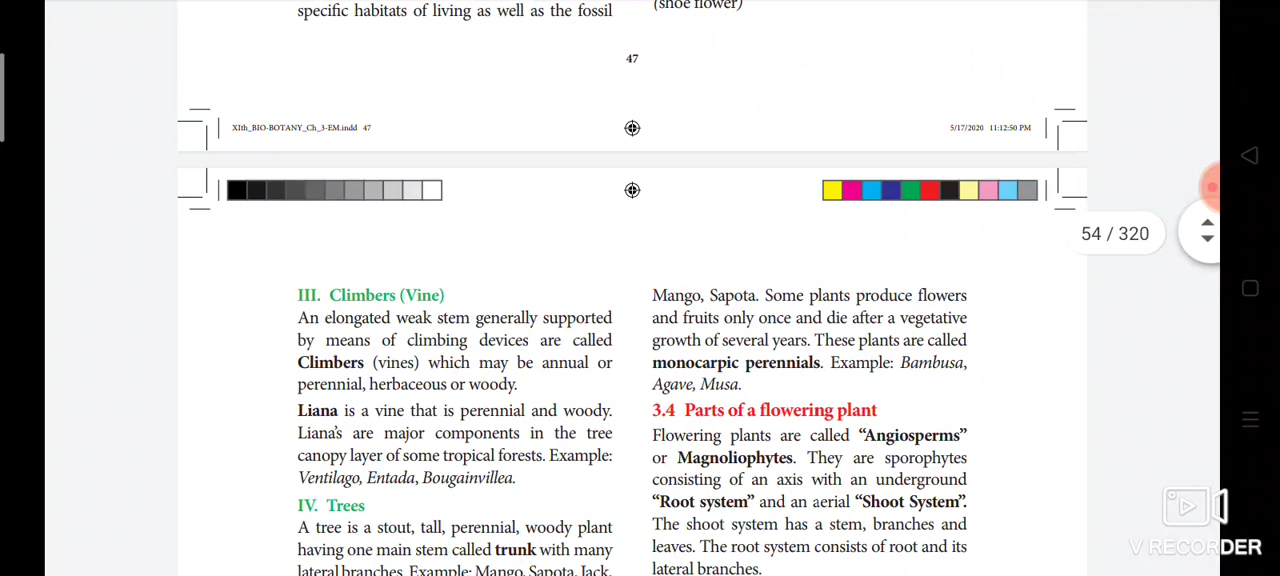 specific habitats of living as well as the fossil
(shoe flower)
47
XIth_BIO-BOTANY_Ch_3-EM.indd 47
5/17/2020 11:12:50 PM
54 / 320
III. Climbers (Vine)
An elongated weak stem generally supported
by means of climbing devices are called
Climbers (vines) which may be annual or
perennial, herbaceous or woody.
Liana is a vine that is perennial and woody.
Liana's are major components in the tree
canopy layer of some tropical forests. Example:
Ventilago, Entada, Bougainvillea.
IV. Trees
A tree is a stout, tall, perennial, woody plant
having one main stem called trunk with many
lateral branches. Example: Mango, Sapota, Jack,
Mango, Sapota. Some plants produce flowers
and fruits only once and die after a vegetative
growth of several years. These plants are called
monocarpic perennials. Example: Bambusa,
Agave, Musa.
3.4 Parts of a flowering plant
Flowering plants are called “Angiosperms”
or Magnoliophytes. They are sporophytes
consisting of an axis with an underground
“Root system” and an aerial “Shoot System”.
The shoot system has a stem, branches and
leaves. The root system consists of root and its
lateral branches.
V RECORDER